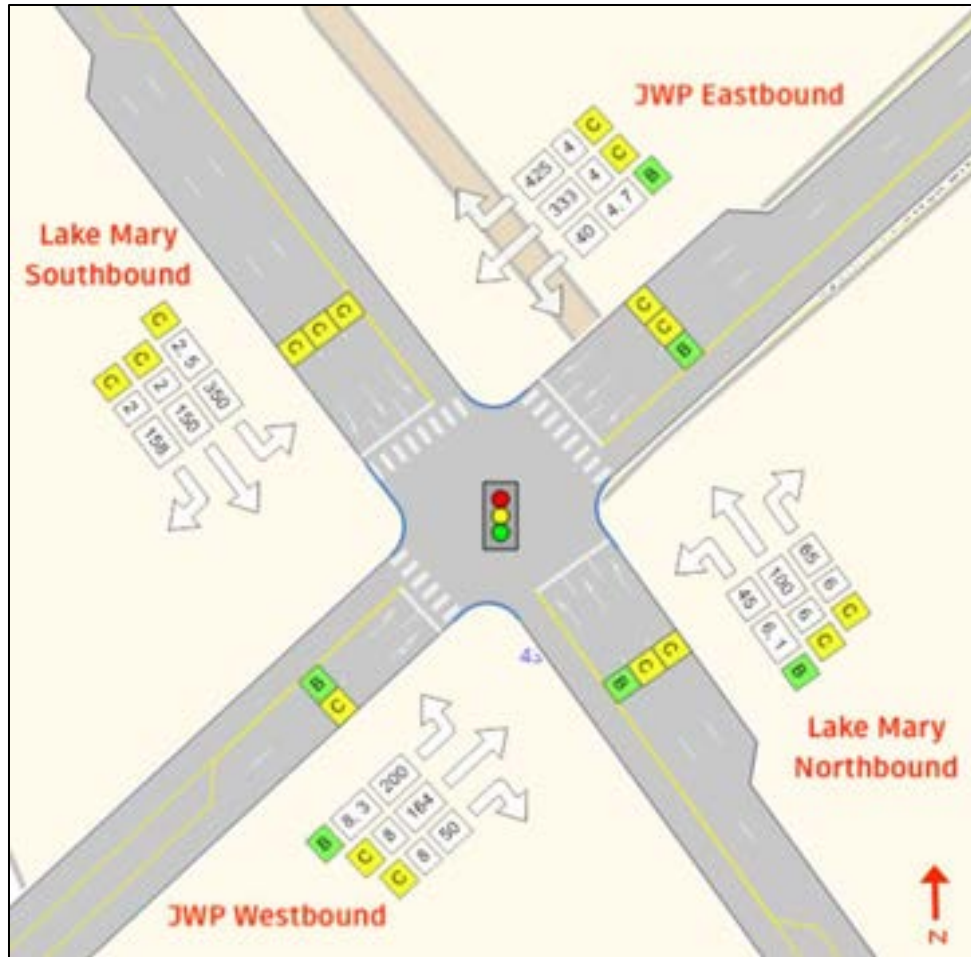 JWP Eastbound
425 4 C
333 4 C
40 4.7 B
Lake Mary
Southbound
C 2.5 350
C 2 150
C 2 158
C C C
C C B
45 6.1 B
100 6 C
65 6 C
B C C
B C
Lake Mary
Northbound
B 8.3 200
C 8 164
C 8 50
JWP Westbound
N